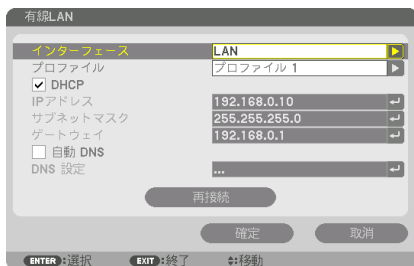 有線LAN
インターフェース LAN
プロファイル プロファイル 1
DHCP
IPアドレス 192.168.0.10
サブネットマスク 255.255.255.0
ゲートウェイ 192.168.0.1
自動 DNS
DNS 設定 ...
再接続
確定 取消
ENTER:選択 EXIT:終了 :移動